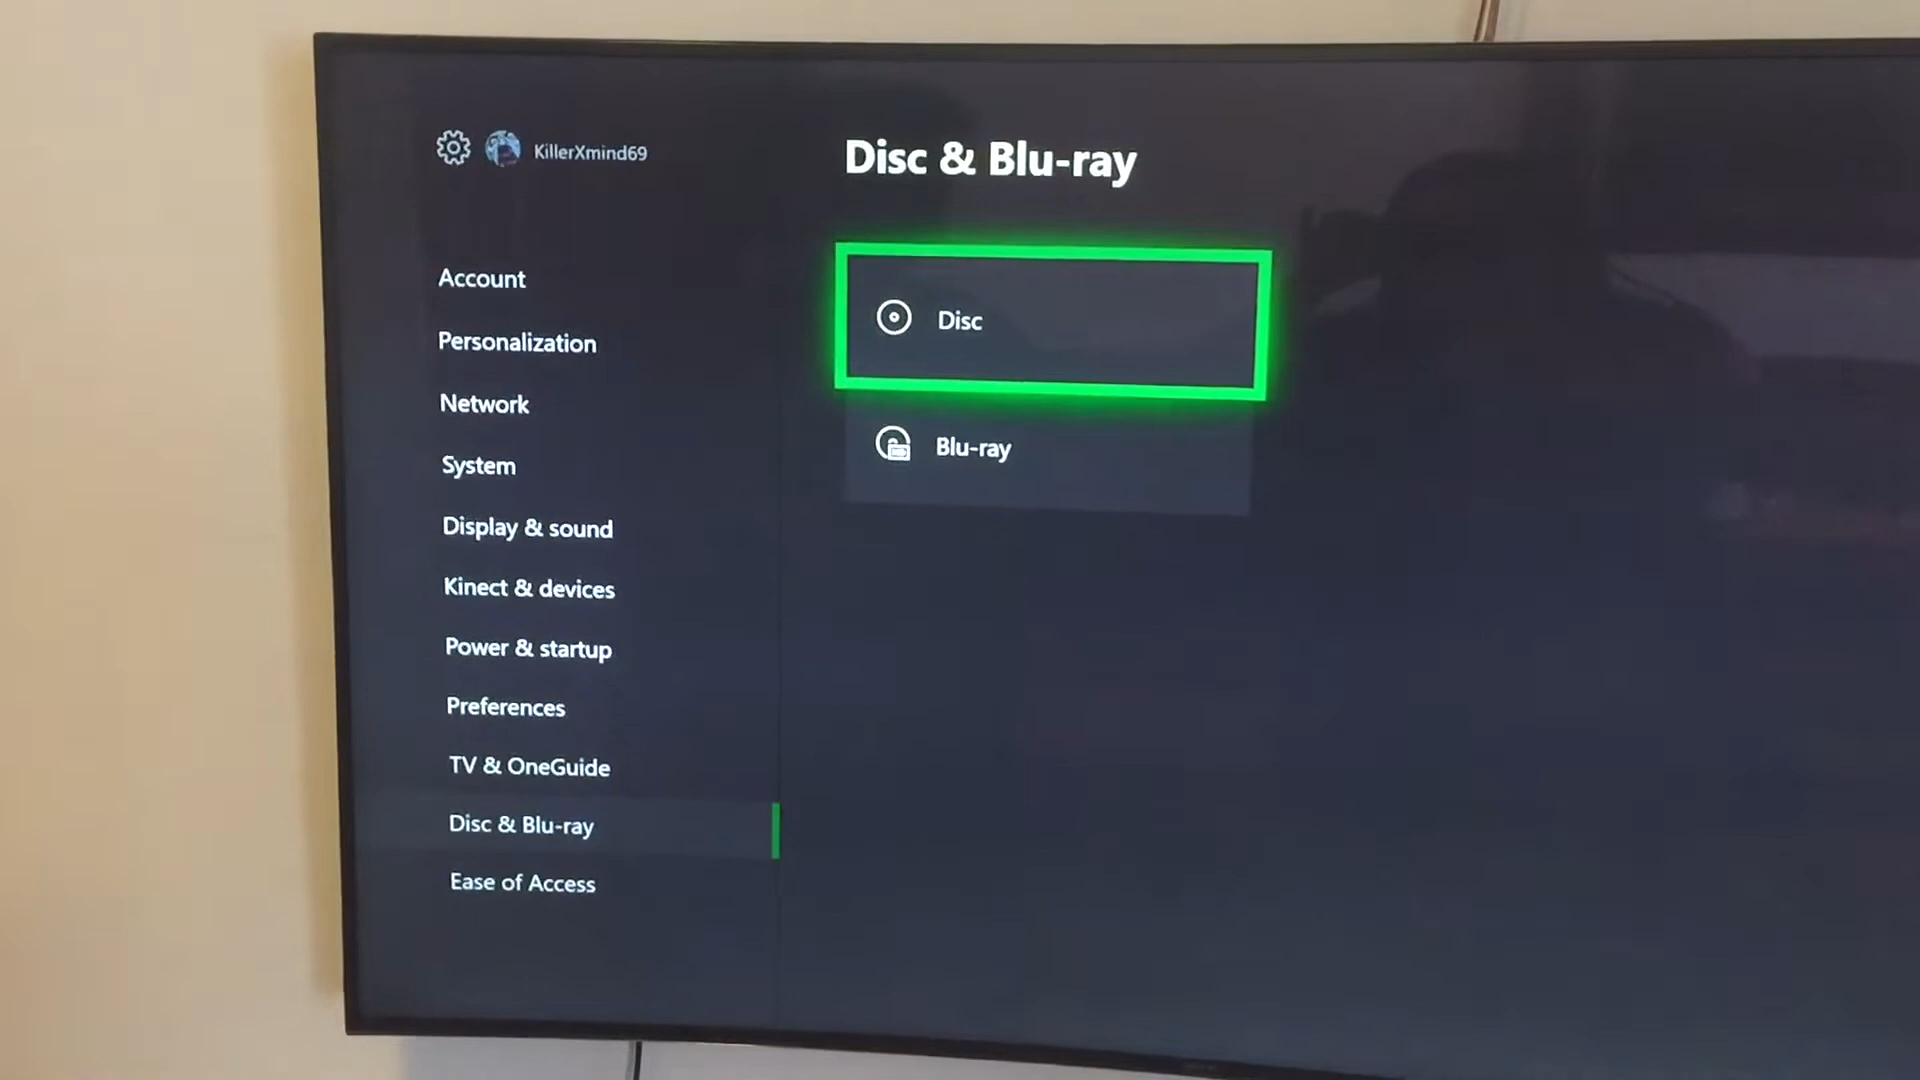 KillerXmind69
Disc & Blu-ray
Account
Personalization
Network
System
Display & sound
Kinect & devices
Power & startup
Preferences
TV & OneGuide
Disc & Blu-ray
Ease of Access
Disc
Blu-ray